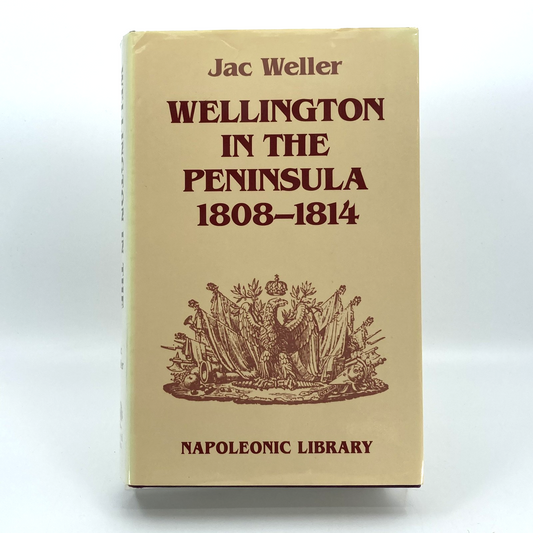 Jac Weller
WELLINGTON
IN THE
PENINSULA
1808–1814
NAPOLEONIC LIBRARY